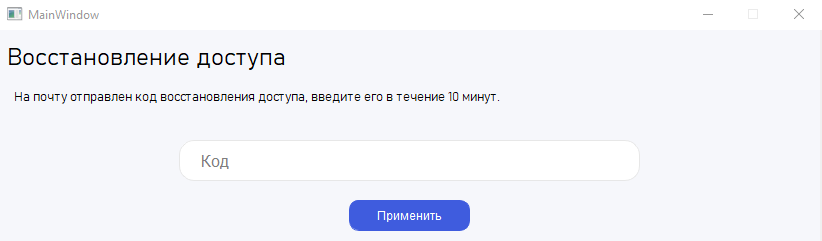 MainWindow
Восстановление доступа
На почту отправлен код восстановления доступа, введите его в течение 10 минут.
Код
Применить